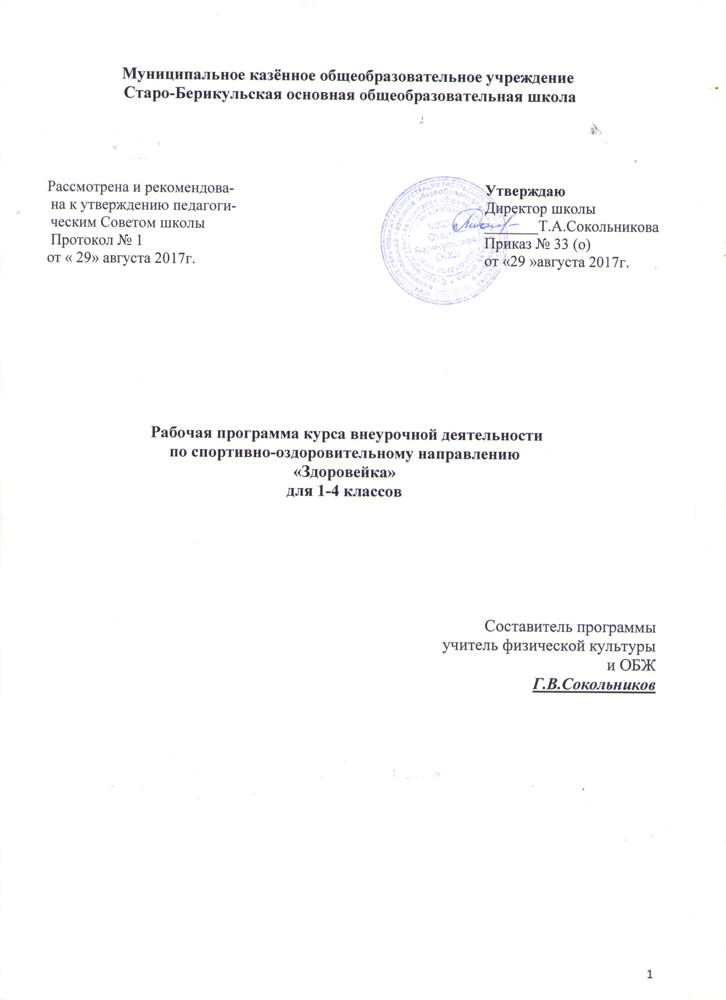 Муниципальное казённое общеобразовательное учреждение
Старо-Берикульская основная общеобразовательная школа
Рассмотрена и рекомендова-
на к утверждению педагоги-
ческим Советом школы
Протокол № 1
от « 29» августа 2017г.
Утверждаю
Директор школы
_______Т.А.Сокольникова
Приказ № 33 (о)
от «29 »августа 2017г.
МКОУ
Старо
Берикульская
ООШ
Рабочая программа курса внеурочной деятельности
по спортивно-оздоровительному направлению
«Здоровейка»
для 1-4 классов
Составитель программы
учитель физической культуры
и ОБЖ
Г.В.Сокольников
1